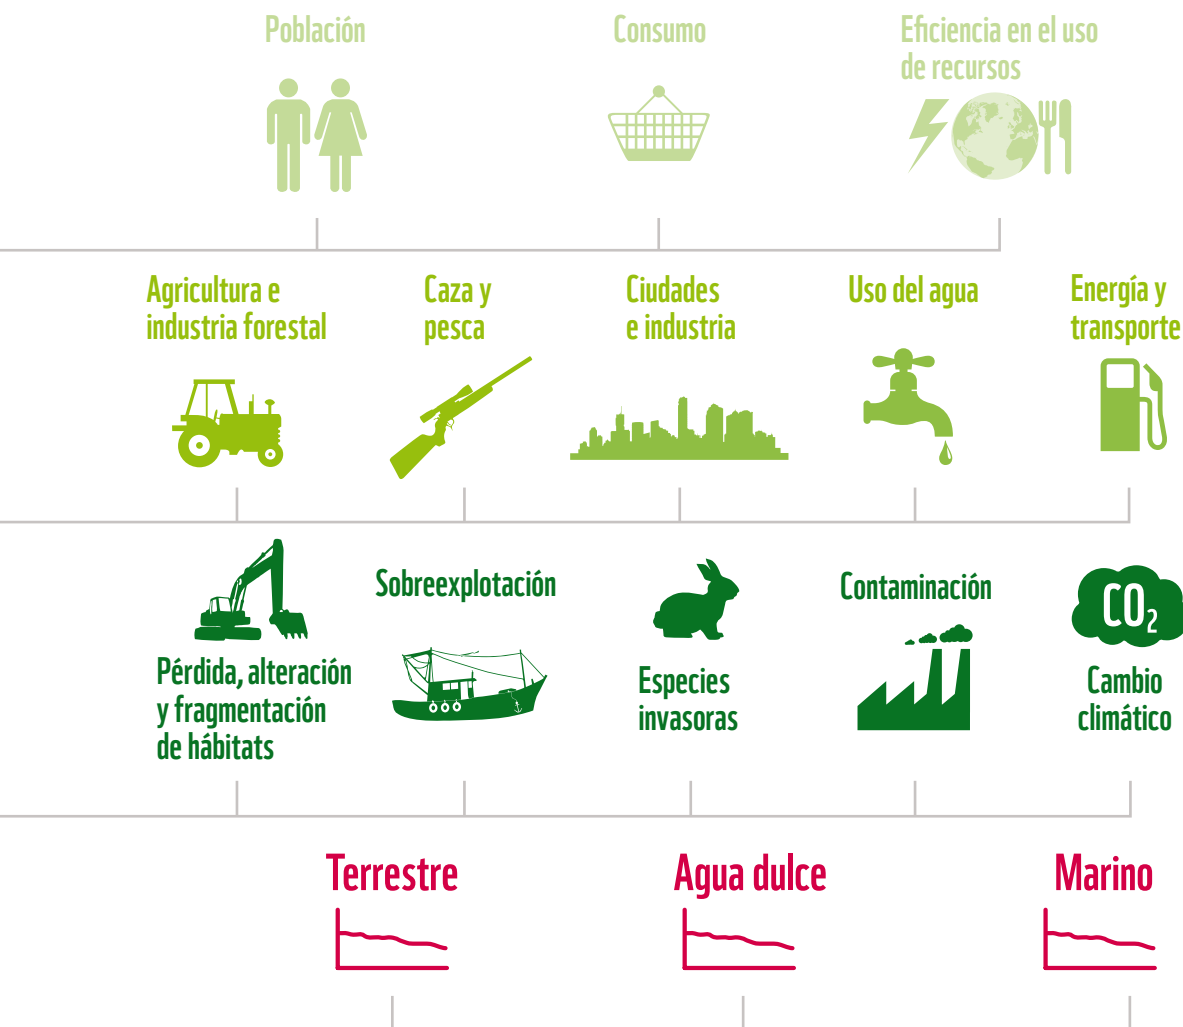 Población
Consumo
Eficiencia en el uso
de recursos
Agricultura e
industria forestal
Caza y
pesca
Ciudades
e industria
Uso del agua
Energía y
transporte
Pérdida, alteración
y fragmentación
de hábitats
Sobreexplotación
Especies
invasoras
Contaminación
CO₂
Cambio
climático
Terrestre
Agua dulce
Marino